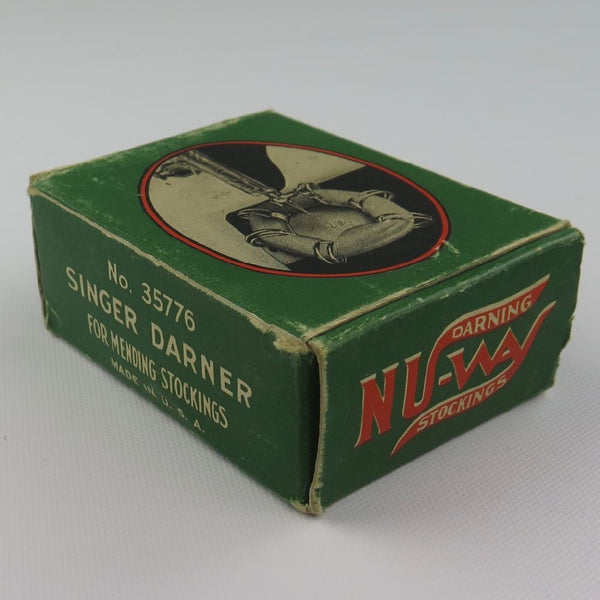 No. 35776
SINGER DARNER
FOR MENDING STOCKINGS
MADE IN U. S. A.
DARNING
NU-WAY
STOCKINGS